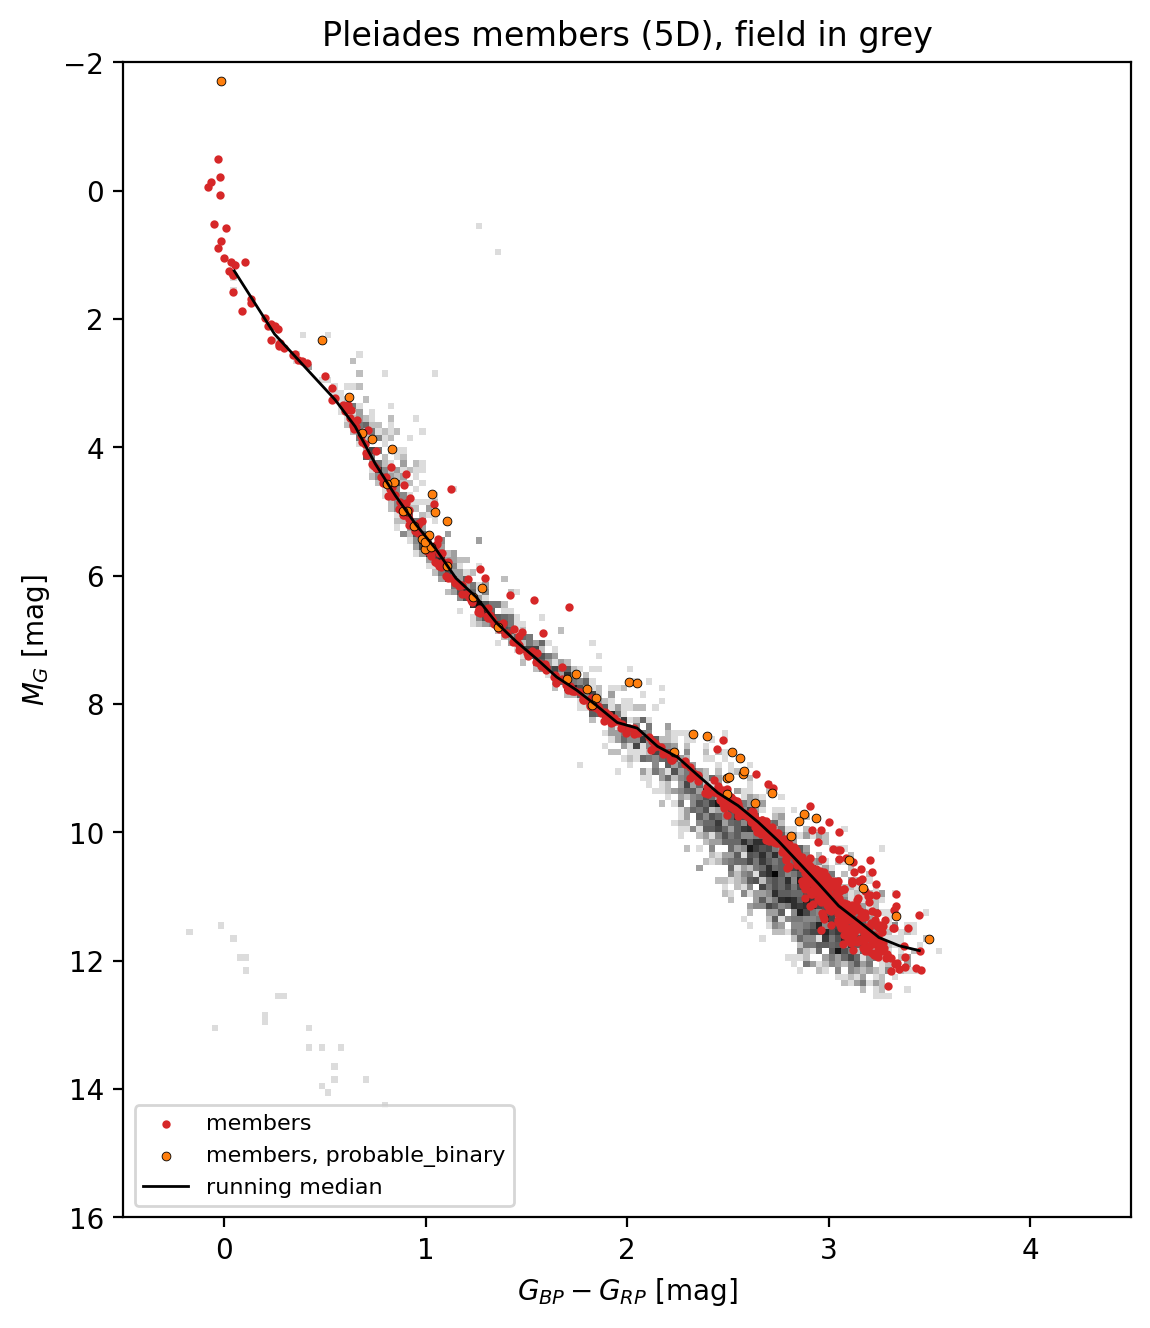 Pleiades members (5D), field in grey
−2
0
2
4
6
8
10
12
14
16
M_G [mag]
members
members, probable_binary
running median
0
1
2
3
4
G_BP − G_RP [mag]